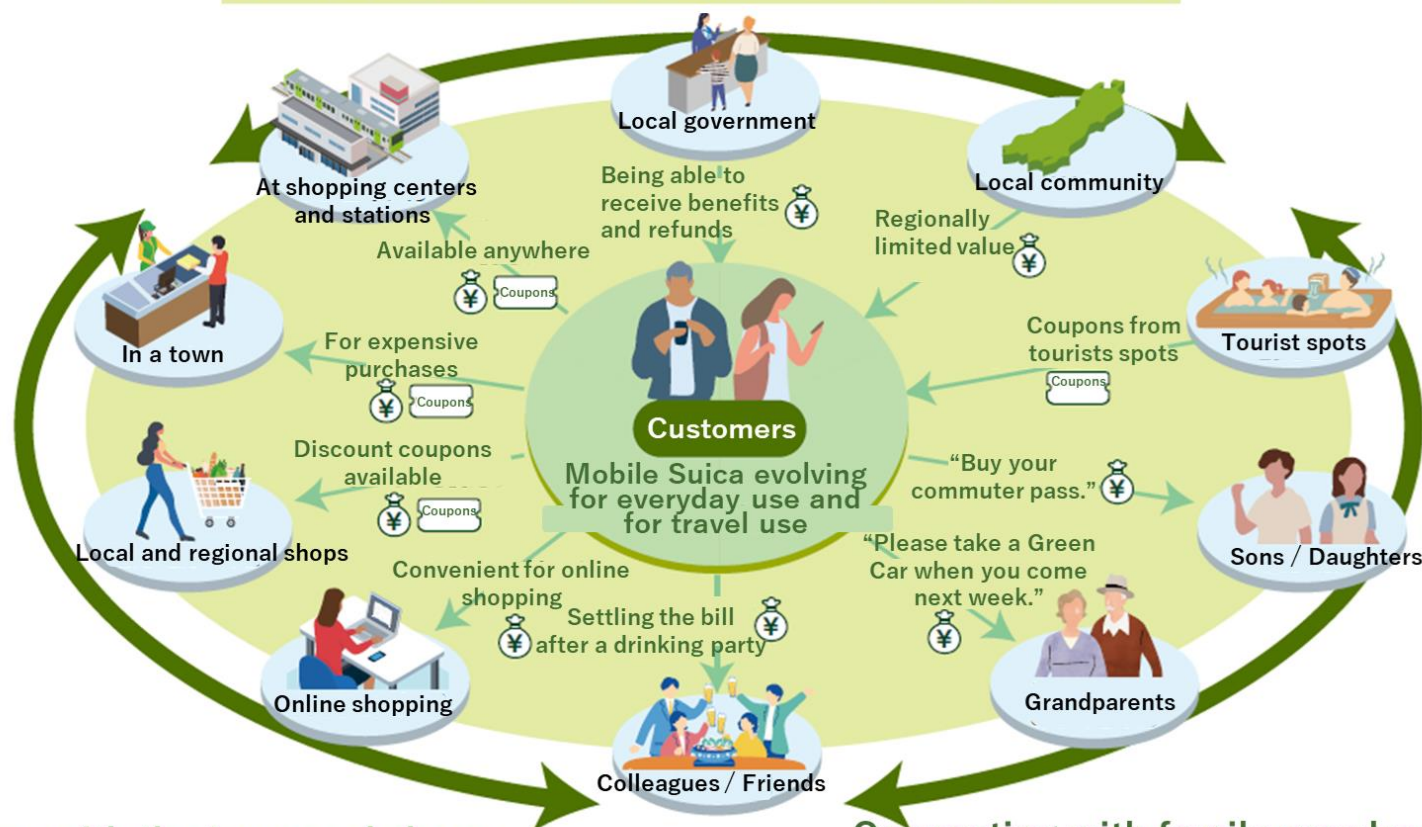 Local government
At shopping centers
and stations
Local community
Being able to
receive benefits
and refunds
¥
Regionally
limited value
¥
Available anywhere
¥
Coupons
In a town
For expensive
purchases
¥
Coupons
Coupons from
tourists spots
Coupons
Tourist spots
Customers
Mobile Suica evolving
for everyday use and
for travel use
Discount coupons
available
¥
Coupons
Local and regional shops
“Buy your
commuter pass.”
¥
Sons / Daughters
“Please take a Green
Car when you come
next week.”
¥
Grandparents
Convenient for online
shopping
¥
Online shopping
Settling the bill
after a drinking party
¥
Colleagues / Friends